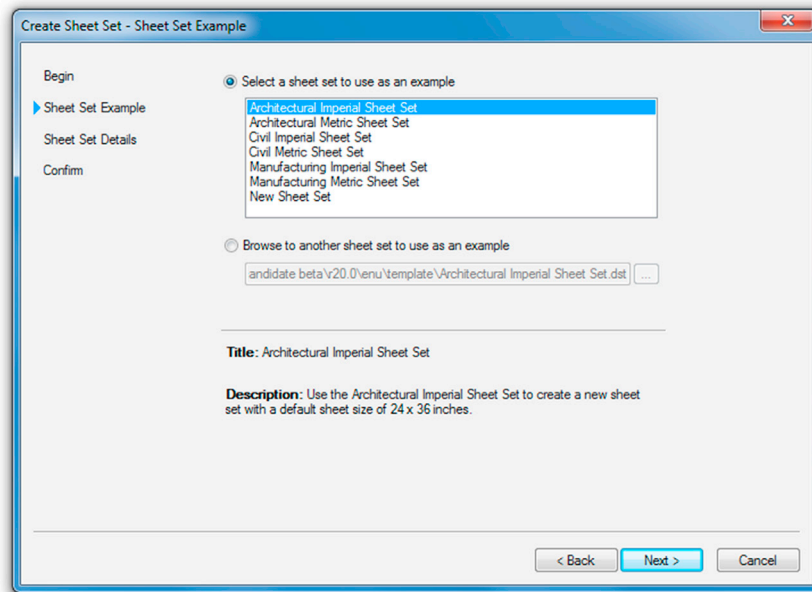 Create Sheet Set - Sheet Set Example
Begin
Sheet Set Example
Sheet Set Details
Confirm
Select a sheet set to use as an example
Architectural Imperial Sheet Set
Architectural Metric Sheet Set
Civil Imperial Sheet Set
Civil Metric Sheet Set
Manufacturing Imperial Sheet Set
Manufacturing Metric Sheet Set
New Sheet Set
Browse to another sheet set to use as an example
andidate beta\r20.0\enu\template\Architectural Imperial Sheet Set.dst ...
Title: Architectural Imperial Sheet Set
Description: Use the Architectural Imperial Sheet Set to create a new sheet
set with a default sheet size of 24 x 36 inches.
< Back Next > Cancel